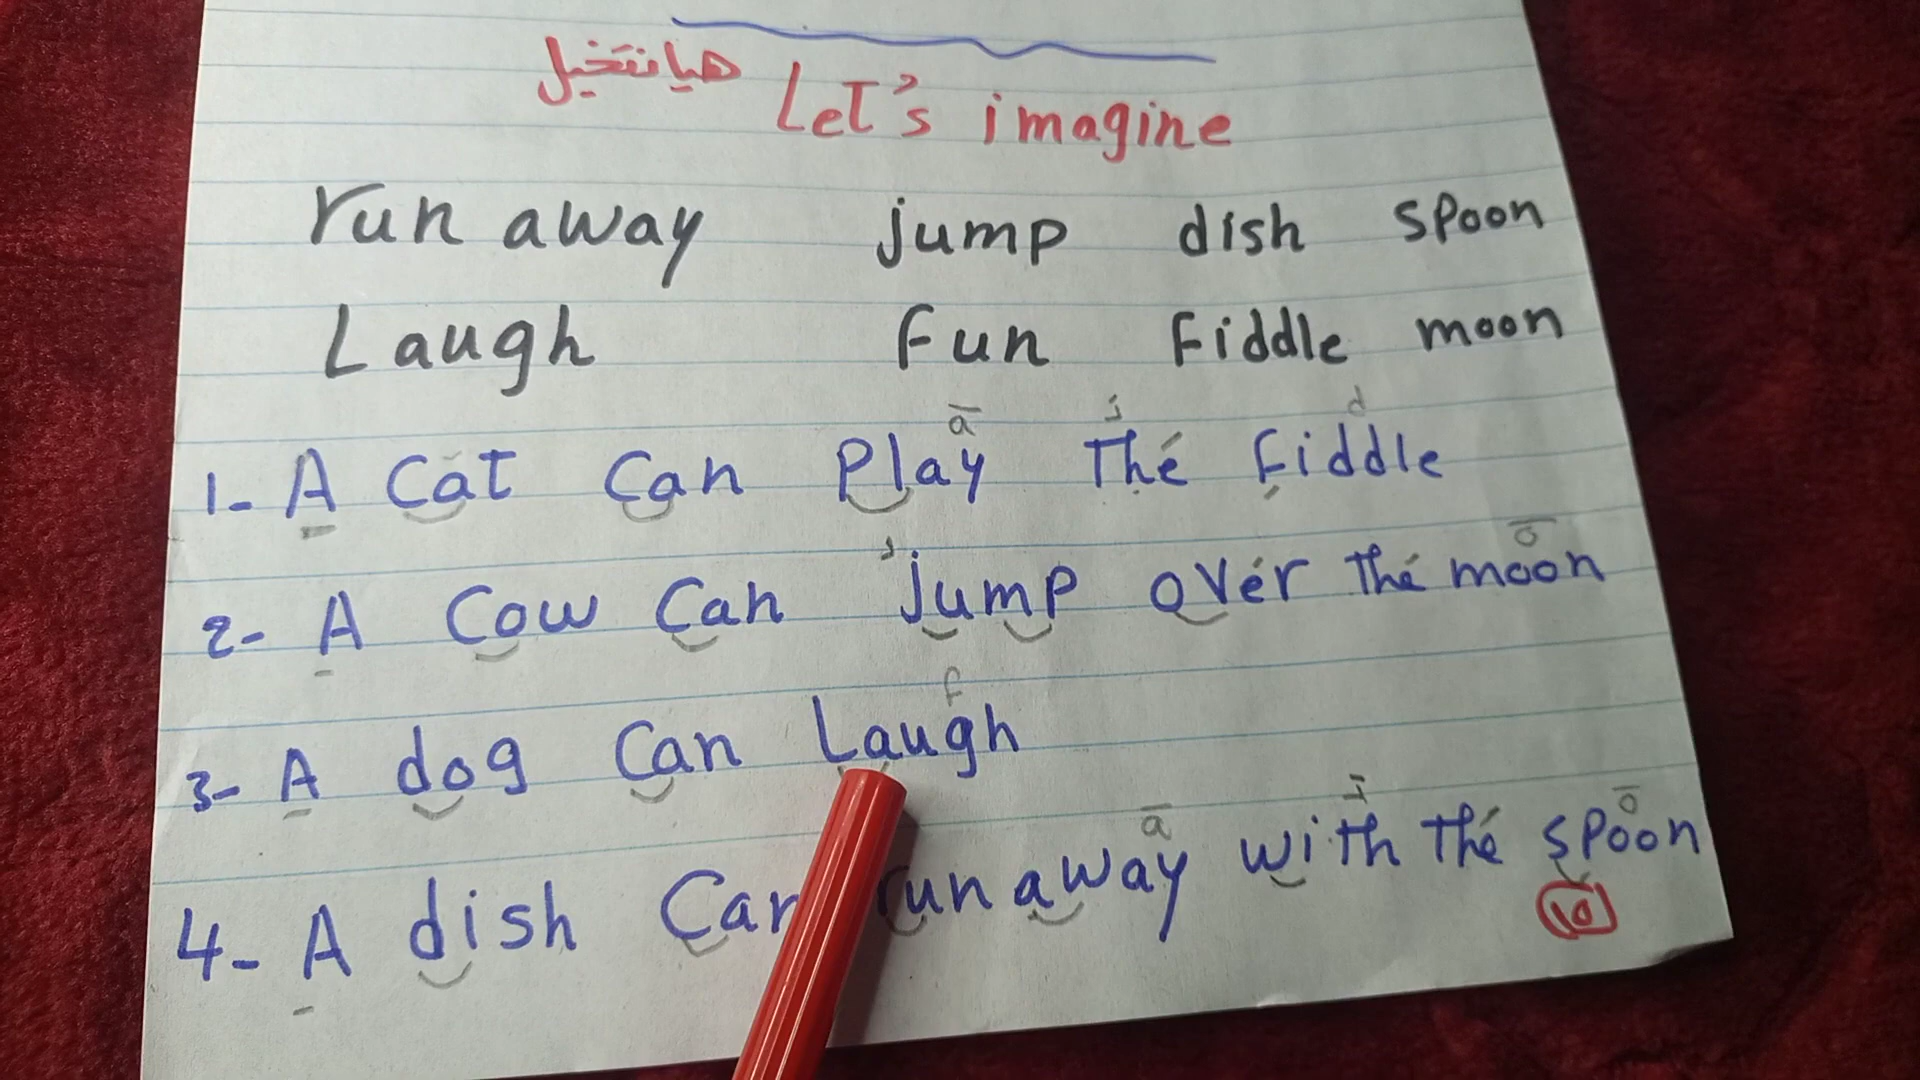 هيا نتخيل Let's imagine
run away jump dish spoon
Laugh fun fiddle moon
ā ذ d
1- A cat can play the fiddle
ō
2- A cow can jump over the moon
f
3- A dog can Laugh
ā ō
4- A dish can run away with the spoon
10